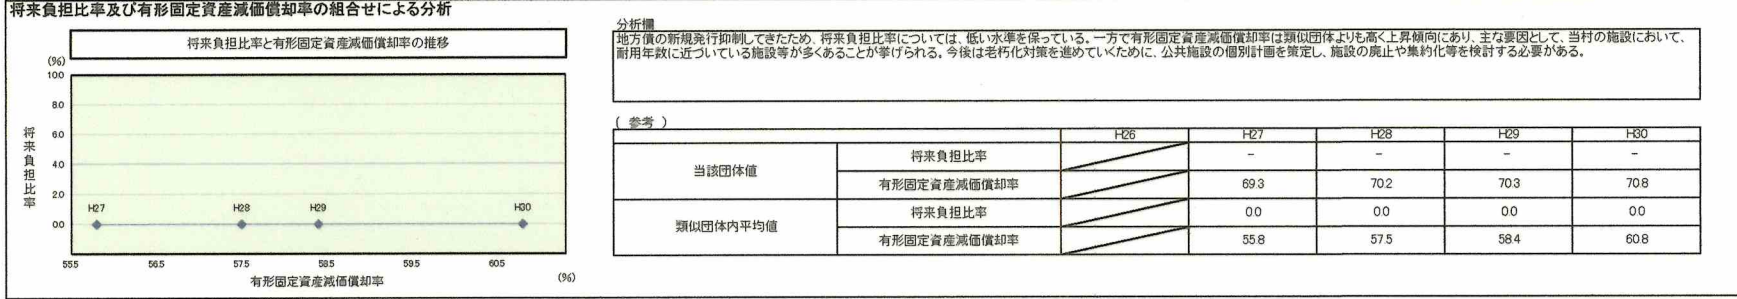 将来負担比率及び有形固定資産減価償却率の組合せによる分析
将来負担比率と有形固定資産減価償却率の推移
(%)
10.0
8.0
6.0
4.0
2.0
0.0
将来負担比率
H27
H28
H29
H30
55.5
56.5
57.5
58.5
59.5
60.5
(%)
有形固定資産減価償却率
分析欄
地方債の新規発行抑制してきたため、将来負担比率については、低い水準を保っている。一方で有形固定資産減価償却率は類似団体よりも高く上昇傾向にあり、主な要因として、当村の施設において、
耐用年数に近づいている施設等が多くあることが挙げられる。今後は老朽化対策を進めていくために、公共施設の個別計画を策定し、施設の廃止や集約化等を検討する必要がある。
( 参考 )
H26 H27 H28 H29 H30
当該団体値 将来負担比率 - - - -
有形固定資産減価償却率 69.3 70.2 70.3 70.8
類似団体内平均値 将来負担比率 0.0 0.0 0.0 0.0
有形固定資産減価償却率 55.8 57.5 58.4 60.8